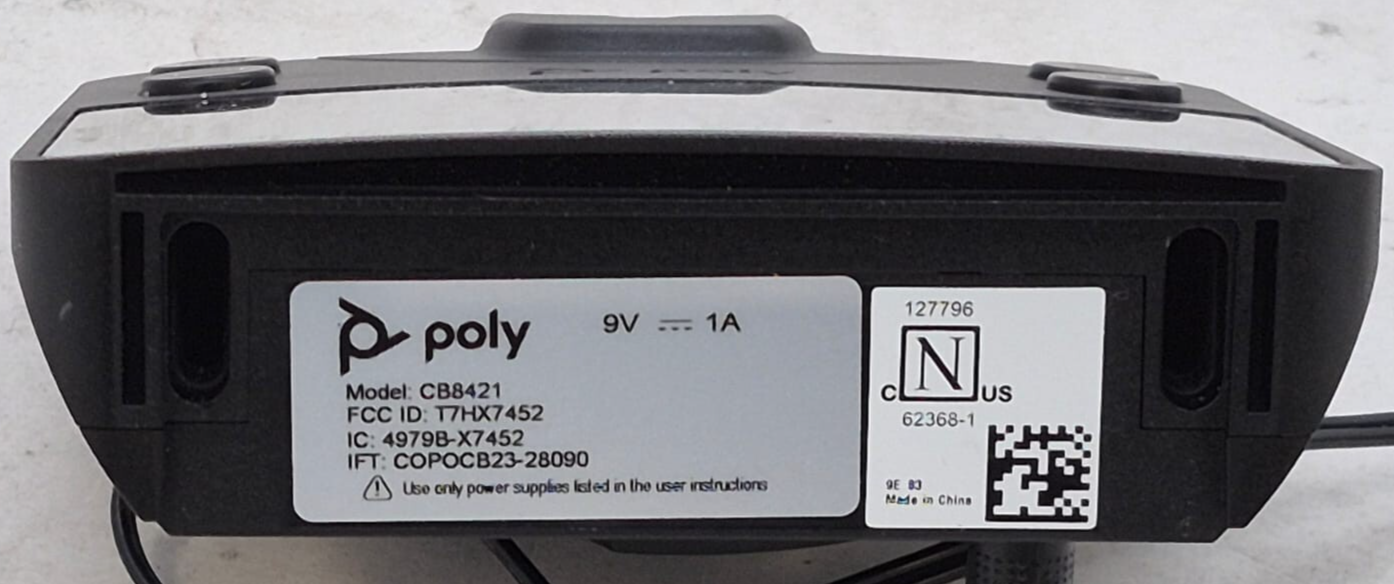 poly
poly
9V ⎓ 1A
Model: CB8421
FCC ID: T7HX7452
IC: 4979B-X7452
IFT: COPOCB23-28090
Use only power supplies listed in the user instructions
127796
C N US
62368-1
9E 83
Made in China